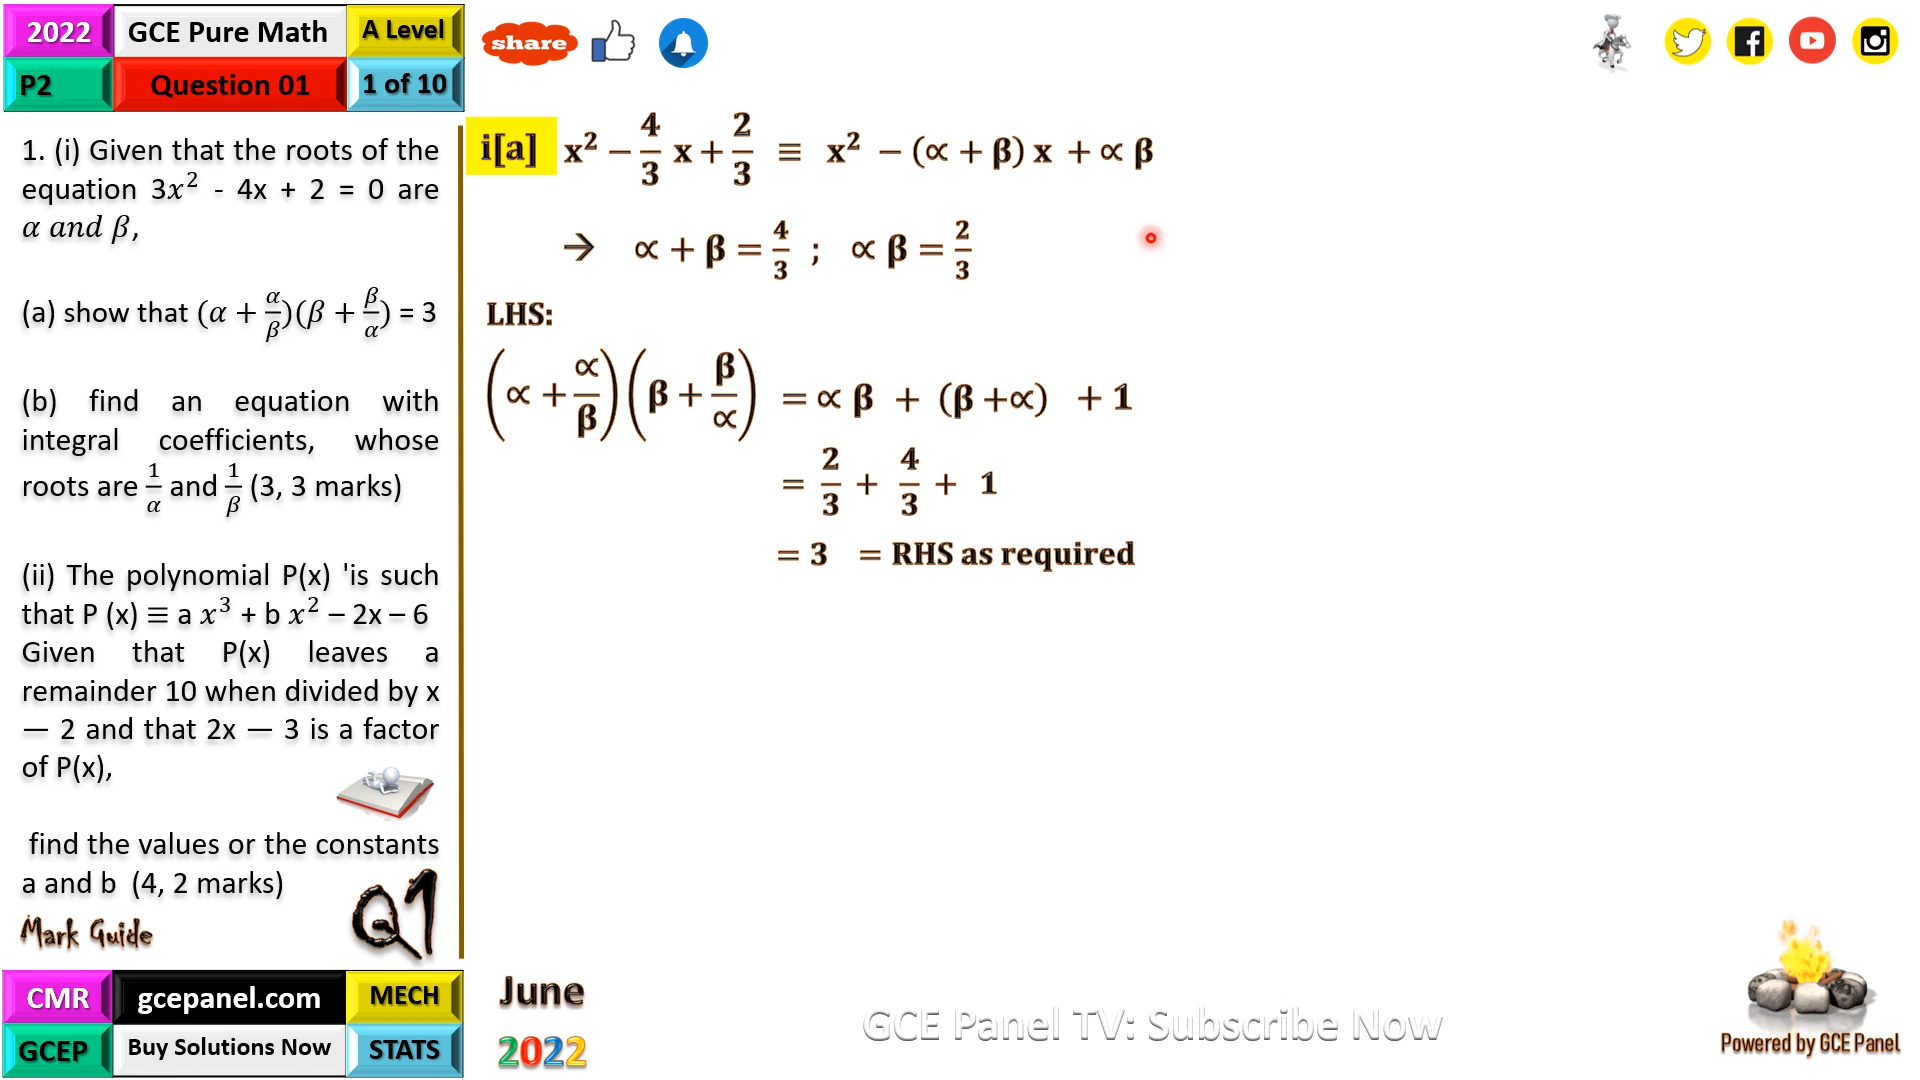 2022 GCE Pure Math A Level
P2 Question 01 1 of 10
share
1. (i) Given that the roots of the
equation 3x² - 4x + 2 = 0 are
α and β,
(a) show that (α + α/β)(β + β/α) = 3
(b) find an equation with
integral coefficients, whose
roots are 1/α and 1/β (3, 3 marks)
(ii) The polynomial P(x) 'is such
that P (x) ≡ a x³ + b x² – 2x – 6
Given that P(x) leaves a
remainder 10 when divided by x
— 2 and that 2x — 3 is a factor
of P(x),
find the values or the constants
a and b (4, 2 marks)
Mark Guide
Q1
CMR gcepanel.com MECH
GCEP Buy Solutions Now STATS
i[a] x² − 4/3 x + 2/3 ≡ x² − (∝ + β) x + ∝ β
→ ∝ + β = 4/3 ; ∝ β = 2/3
LHS:
(∝ + ∝/β)(β + β/∝) = ∝ β + (β +∝) + 1
= 2/3 + 4/3 + 1
= 3 = RHS as required
June
2022
GCE Panel TV: Subscribe Now
Powered by GCE Panel